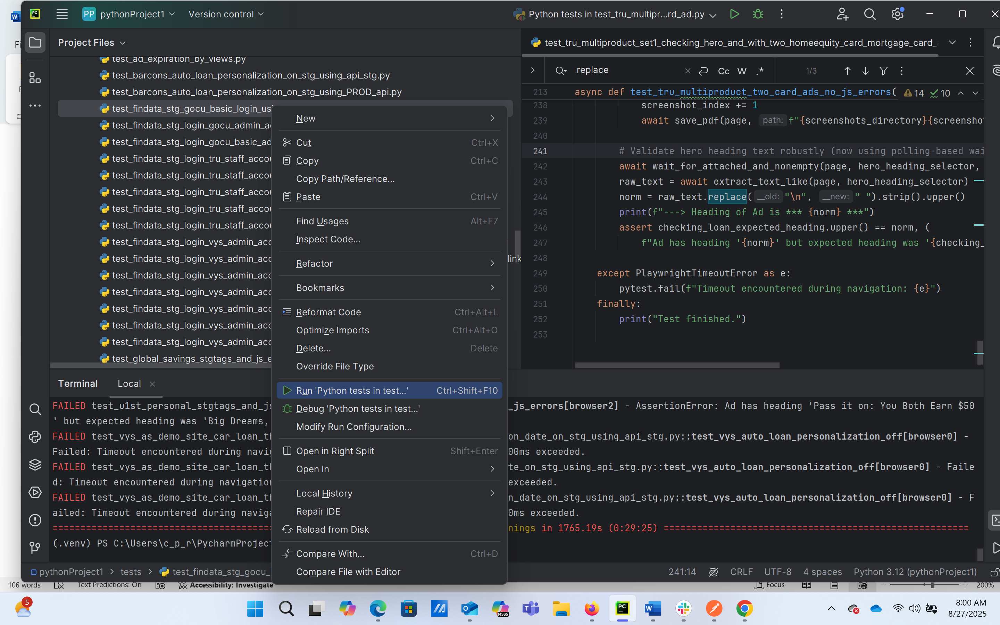 PP pythonProject1
Version control
Python tests in test_tru_multipr...rd_ad.py
Project Files
test_ad_expiration_by_views.py
test_barcons_auto_loan_personalization_on_stg_using_api_stg.py
test_barcons_auto_loan_personalization_on_stg_using_PROD_api.py
test_findata_stg_gocu_basic_login_usi
test_findata_stg_login_gocu_admin_a
test_findata_stg_login_gocu_basic_ad
test_findata_stg_login_tru_staff_accou
test_findata_stg_login_tru_staff_accou
test_findata_stg_login_tru_staff_accou
test_findata_stg_login_tru_staff_accou
test_findata_stg_login_tru_staff_accou
test_findata_stg_login_vys_admin_acc
test_findata_stg_login_vys_admin_acc
link
test_findata_stg_login_vys_admin_acc
test_findata_stg_login_vys_admin_acc
test_findata_stg_login_vys_admin_acc
test_findata_stg_login_vys_admin_acc
test_findata_stg_login_vys_admin_acc
test_global_savings_stgtags_and_js_e
New
Cut Ctrl+X
Copy Ctrl+C
Copy Path/Reference...
Paste Ctrl+V
Find Usages Alt+F7
Inspect Code...
Refactor
Bookmarks
Reformat Code Ctrl+Alt+L
Optimize Imports Ctrl+Alt+O
Delete... Delete
Override File Type
Run 'Python tests in test...' Ctrl+Shift+F10
Debug 'Python tests in test...'
Modify Run Configuration...
Open in Right Split Shift+Enter
Open In
Local History
Repair IDE
Reload from Disk
Compare With... Ctrl+D
Compare File with Editor
test_tru_multiproduct_set1_checking_hero_and_with_two_homeequity_card_mortgage_card_
replace Cc W .* 1/3
213 async def test_tru_multiproduct_two_card_ads_no_js_errors( 14 10
238 screenshot_index += 1
239 await save_pdf(page, path: f"{screenshots_directory}{screensho
240
241 # Validate hero heading text robustly (now using polling-based wai
242 await wait_for_attached_and_nonempty(page, hero_heading_selector,
243 raw_text = await extract_text_like(page, hero_heading_selector)
244 norm = raw_text.replace( __old: "\n", __new: " ").strip().upper()
245 print(f"---> Heading of Ad is *** {norm} ***")
246 assert checking_loan_expected_heading.upper() == norm, (
247 f"Ad has heading '{norm}' but expected heading was '{checking_
248
249 except PlaywrightTimeoutError as e:
250 pytest.fail(f"Timeout encountered during navigation: {e}")
251 finally:
252 print("Test finished.")
253
Terminal Local
FAILED test_u1st_personal_stgtags_and_js _js_errors[browser2] - AssertionError: Ad has heading 'Pass it on: You Both Earn $50
' but expected heading was 'Big Dreams,
FAILED test_vys_as_demo_site_car_loan_th on_date_on_stg_using_api_stg.py::test_vys_auto_loan_personalization_off[browser0] -
Failed: Timeout encountered during navig 00ms exceeded.
FAILED test_vys_as_demo_site_car_loan_th te_on_stg_using_api_stg.py::test_vys_auto_loan_personalization_off[browser0] - Faile
d: Timeout encountered during navigation exceeded.
FAILED test_vys_as_demo_site_car_loan_th n_date_on_stg_using_api_stg.py::test_vys_auto_loan_personalization_off[browser0] - F
ailed: Timeout encountered during naviga 0ms exceeded.
nings in 1765.19s (0:29:25)
(.venv) PS C:\Users\c_p_r\PycharmProject
pythonProject1 > tests > test_findata_stg_gocu_
241:14 CRLF UTF-8 4 spaces Python 3.12 (pythonProject1)
106 words Text Predictions: On Accessibility: Investigate
Focus 200%
5
8:00 AM
8/27/2025